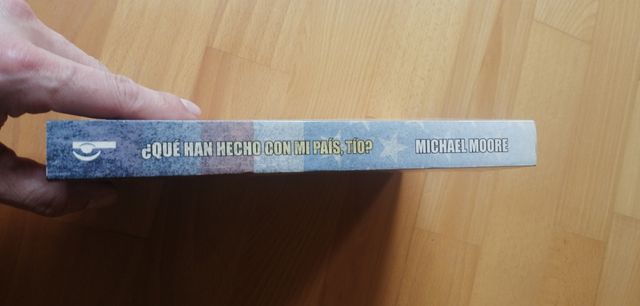 ¿QUÉ HAN HECHO CON MI PAÍS, TÍO? MICHAEL MOORE